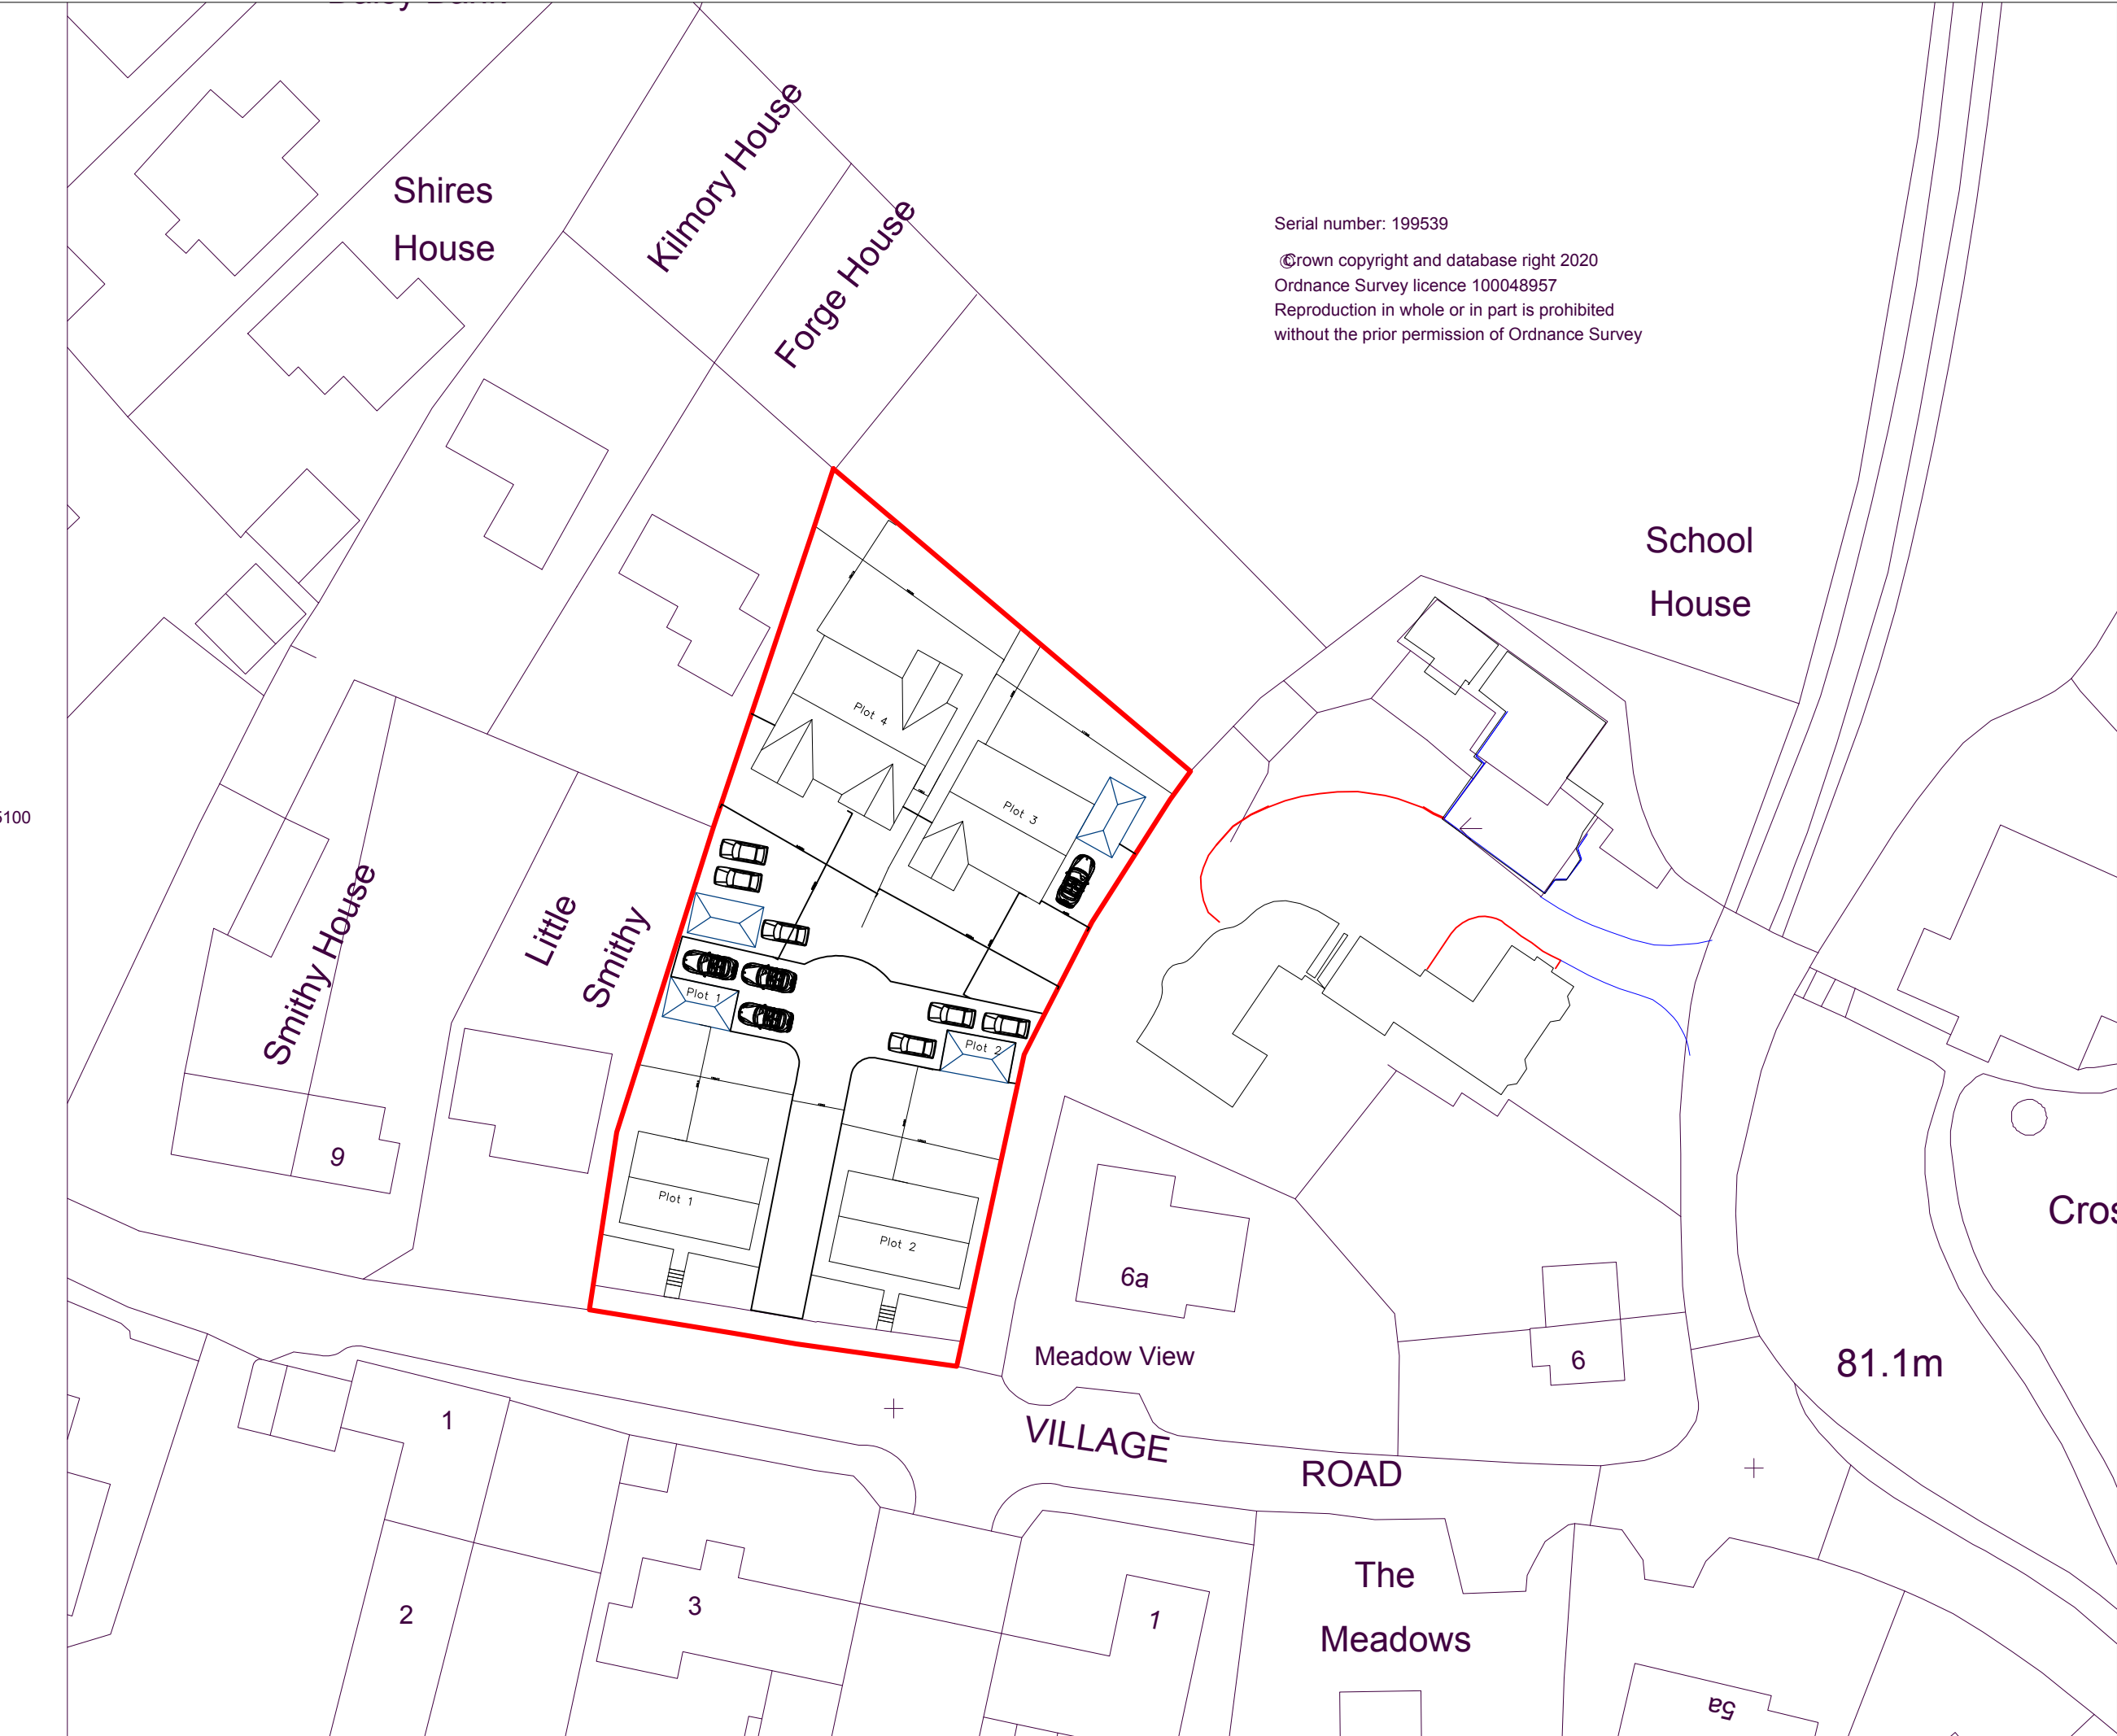 Shires
House
Kilmory House
Forge House
Serial number: 199539
©Crown copyright and database right 2020
Ordnance Survey licence 100048957
Reproduction in whole or in part is prohibited
without the prior permission of Ordnance Survey
School
House
Plot 4
Plot 3
5100
Smithy House
Little
Smithy
Plot 1
Plot 2
9
Plot 1
Plot 2
6a
Meadow View
6
81.1m
Cros
VILLAGE
ROAD
1
2
3
1
The
Meadows
5a